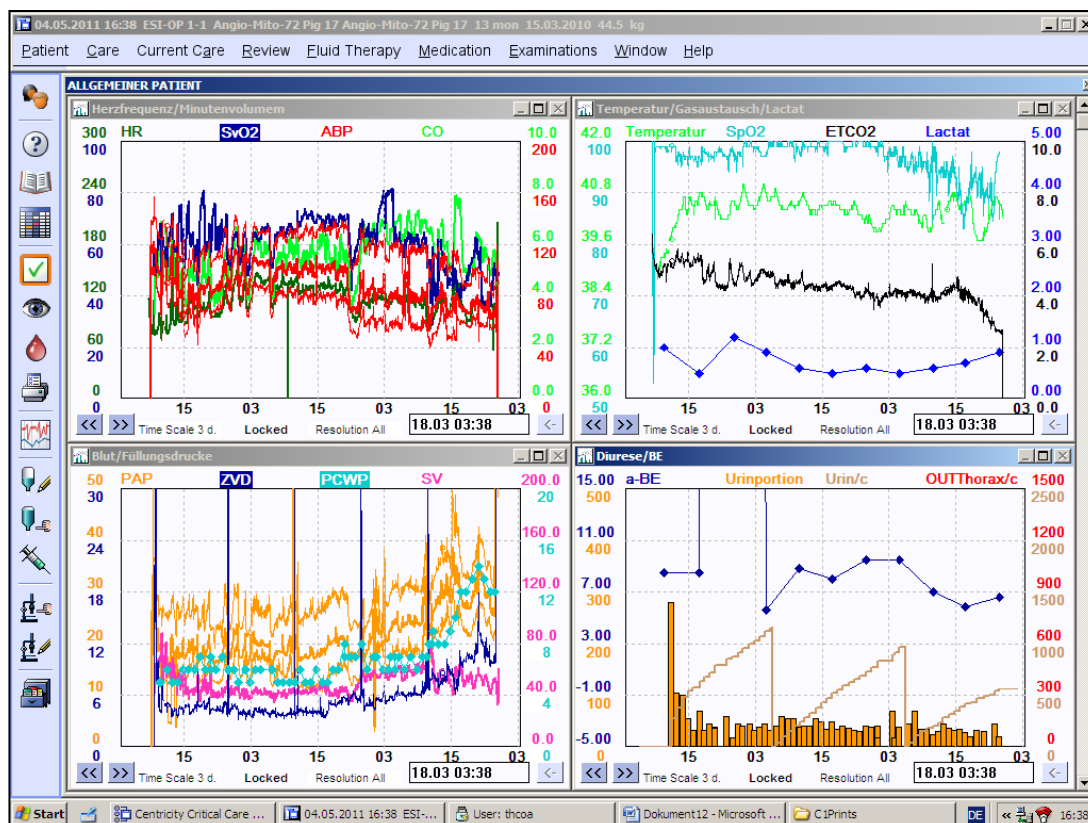 04.05.2011 16:38 ESI-OP 1-1 Angio-Mito-72 Pig 17 Angio-Mito-72 Pig 17 13 mon 15.03.2010 44.5 kg
Patient Care Current Care Review Fluid Therapy Medication Examinations Window Help
ALLGEMEINER PATIENT
Herzfrequenz/Minutenvolumem
300 HR SvO2 ABP CO 10.0
100 200
240 8.0
80 160
180 6.0
60 120
120 4.0
40 80
60 2.0
20 40
0 0.0
0 0
15 03 15 03 15 03
<< >> Time Scale 3 d. Locked Resolution All 18.03 03:38 <-
Temperatur/Gasaustausch/Lactat
42.0 Temperatur SpO2 ETCO2 Lactat 5.00
100 10.0
40.8 4.00
90 8.0
39.6 3.00
80 6.0
38.4 2.00
70 4.0
37.2 1.00
60 2.0
36.0 0.00
50 0.0
15 03 15 03 15 03
<< >> Time Scale 3 d. Locked Resolution All 18.03 03:38 <-
Blut/Füllungsdrucke
50 PAP ZVD PCWP SV 200.0
30 20
40 160.0
24 16
30 120.0
18 12
20 80.0
12 8
10 40.0
6 4
0 0.0
0 0
15 03 15 03 15 03
<< >> Time Scale 3 d. Locked Resolution All 18.03 03:38 <-
Diurese/BE
15.00 a-BE Urinportion Urin/c OUTThorax/c 1500
500 2500
11.00 1200
400 2000
7.00 900
300 1500
3.00 600
200 1000
-1.00 300
100 500
-5.00 0
0 0
15 03 15 03 15 03
<< >> Time Scale 3 d. Locked Resolution All 18.03 03:38 <-
Start Centricity Critical Care ... 04.05.2011 16:38 ESI-... User: thcoa Dokument12 - Microsoft ... C1Prints DE « 16:39